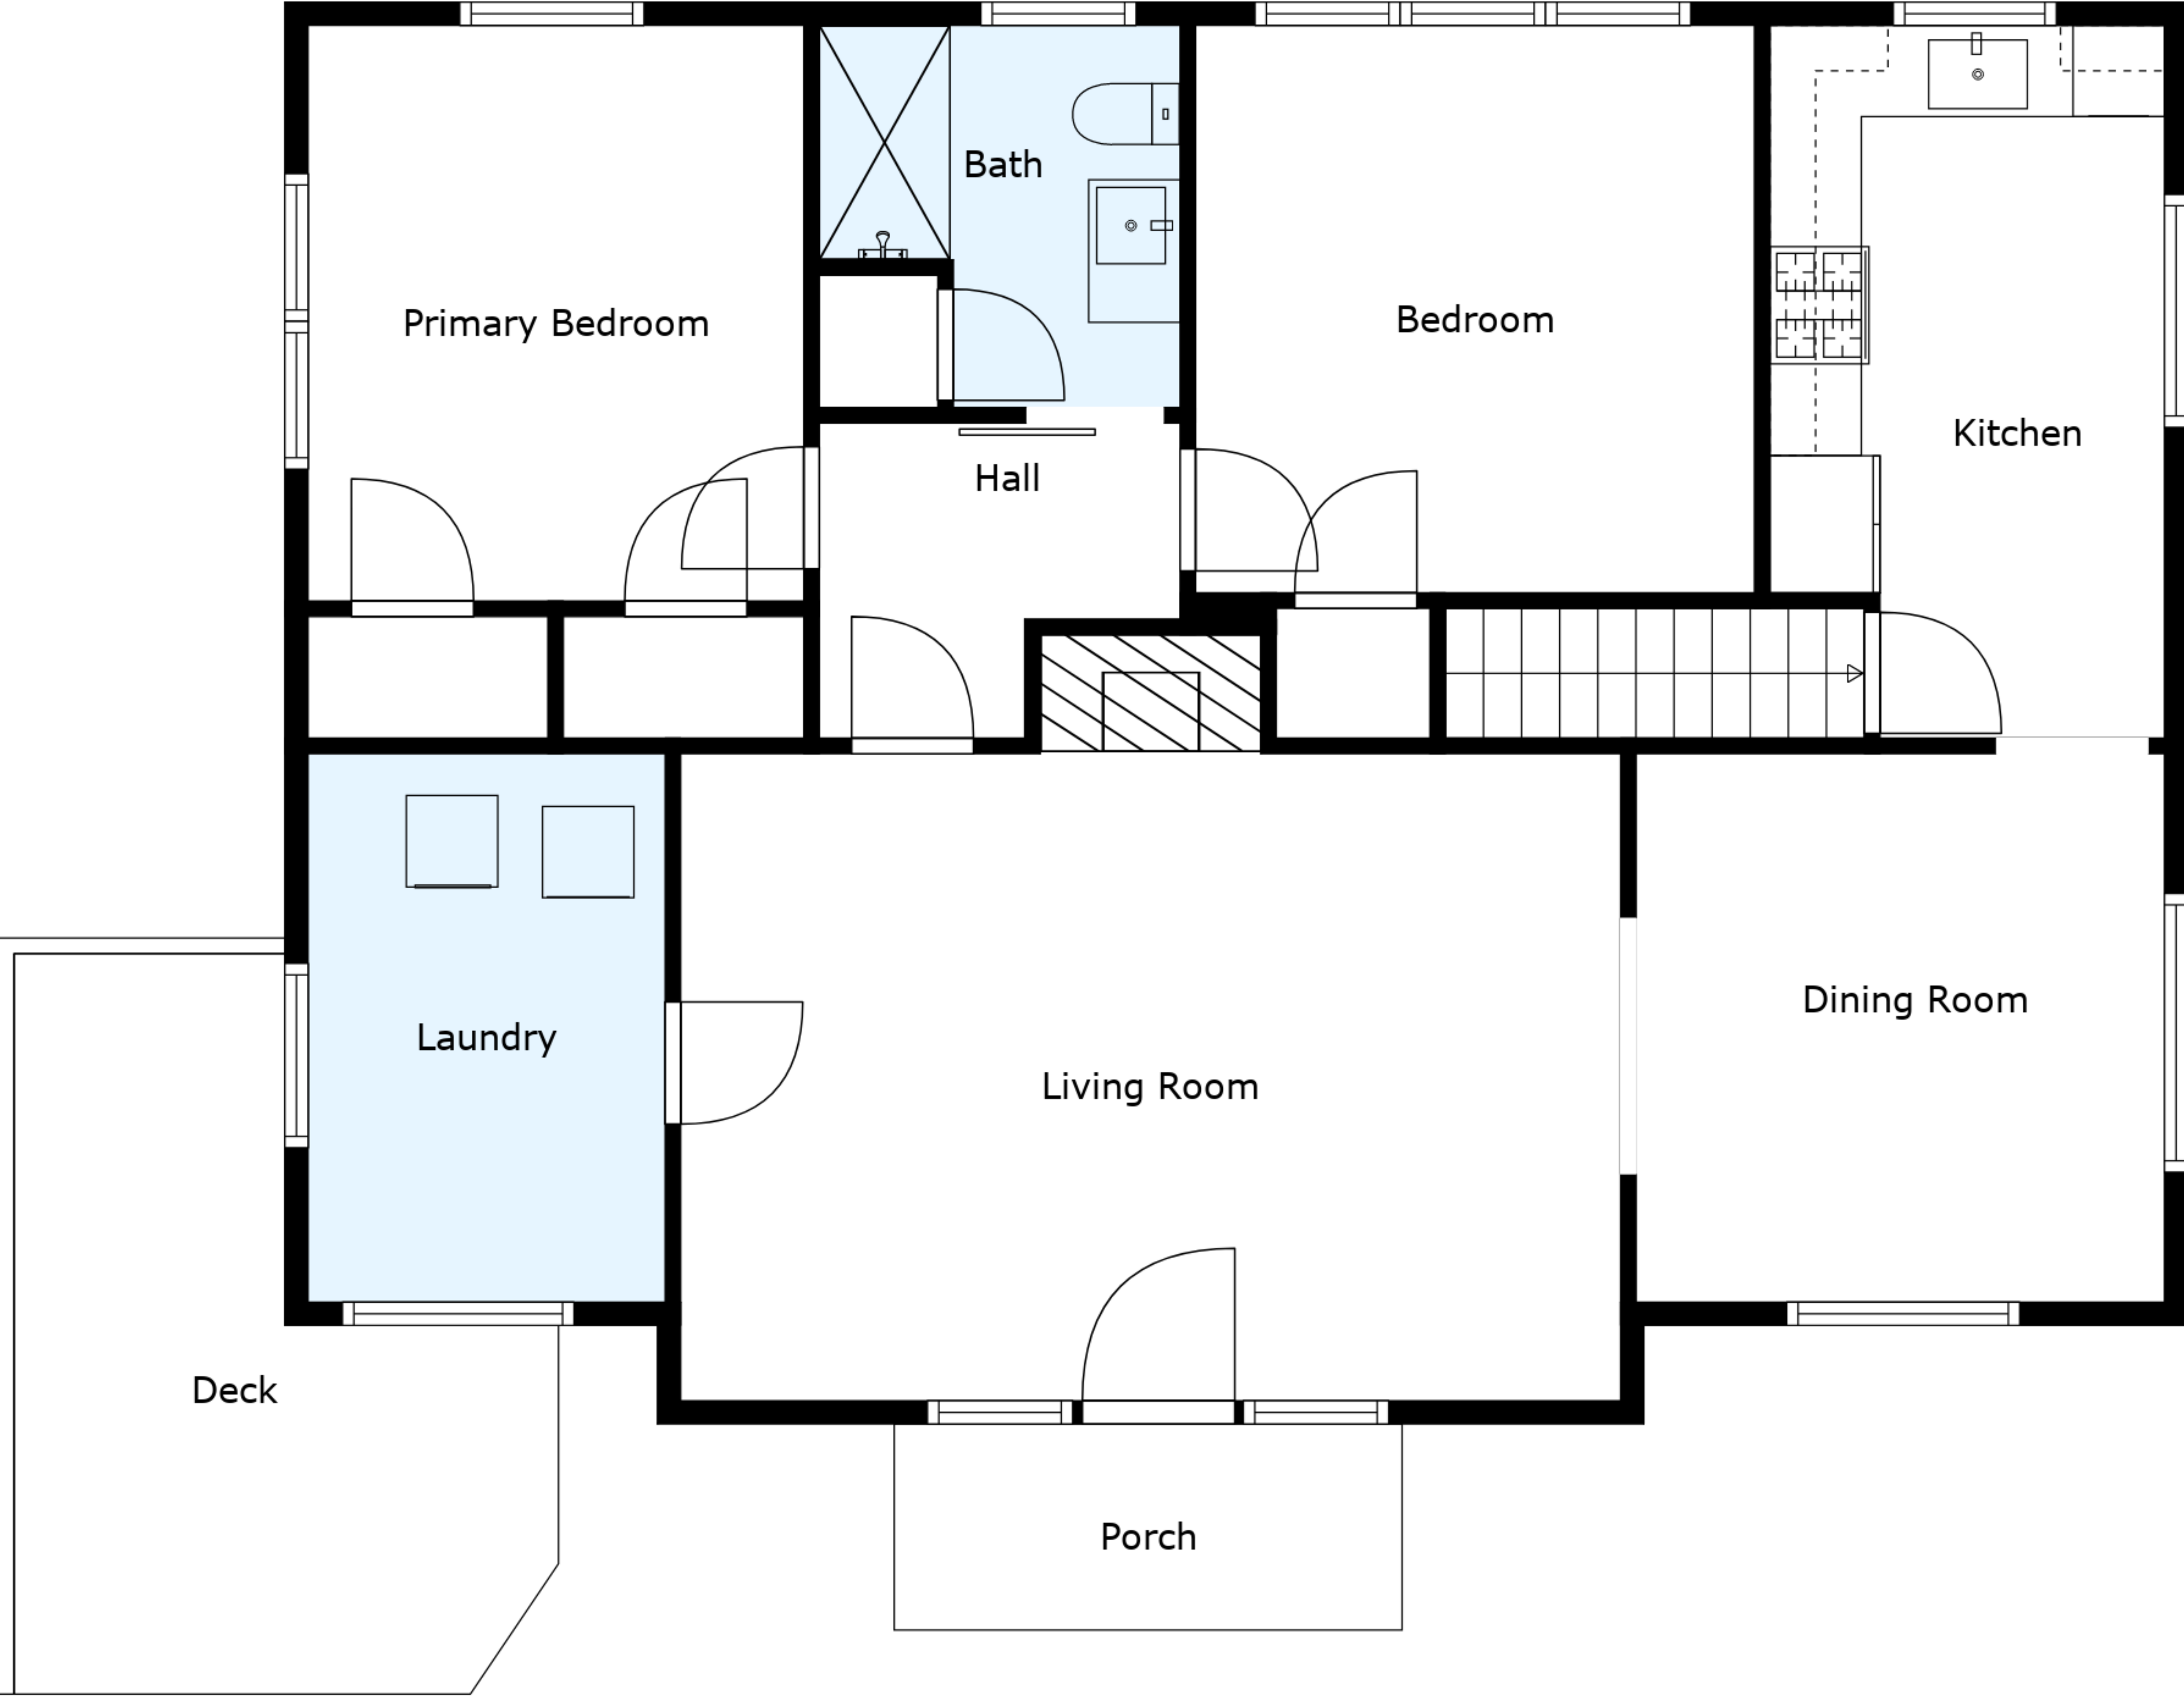 Bath
Primary Bedroom
Bedroom
Kitchen
Hall
Laundry
Living Room
Dining Room
Deck
Porch